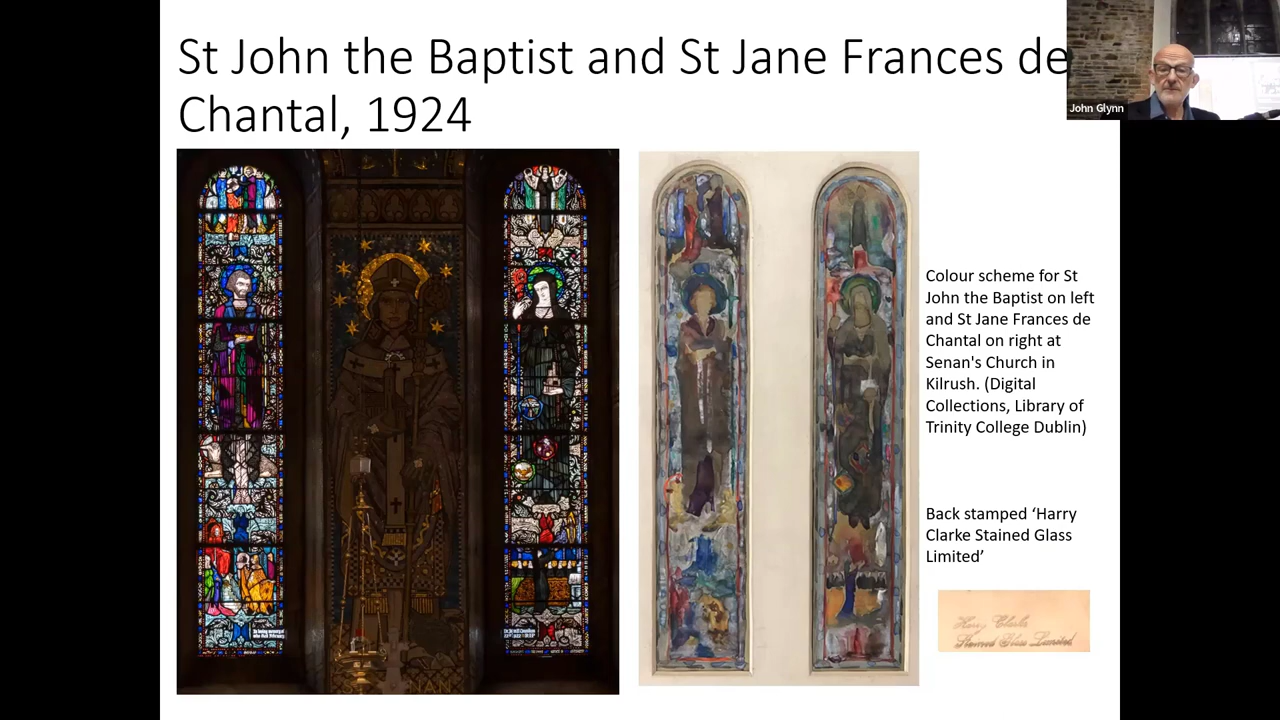 St John the Baptist and St Jane Frances de
Chantal, 1924
John Glynn
Colour scheme for St
John the Baptist on left
and St Jane Frances de
Chantal on right at
Senan's Church in
Kilrush. (Digital
Collections, Library of
Trinity College Dublin)
Back stamped ‘Harry
Clarke Stained Glass
Limited’
Harry Clarke
Stained Glass Limited